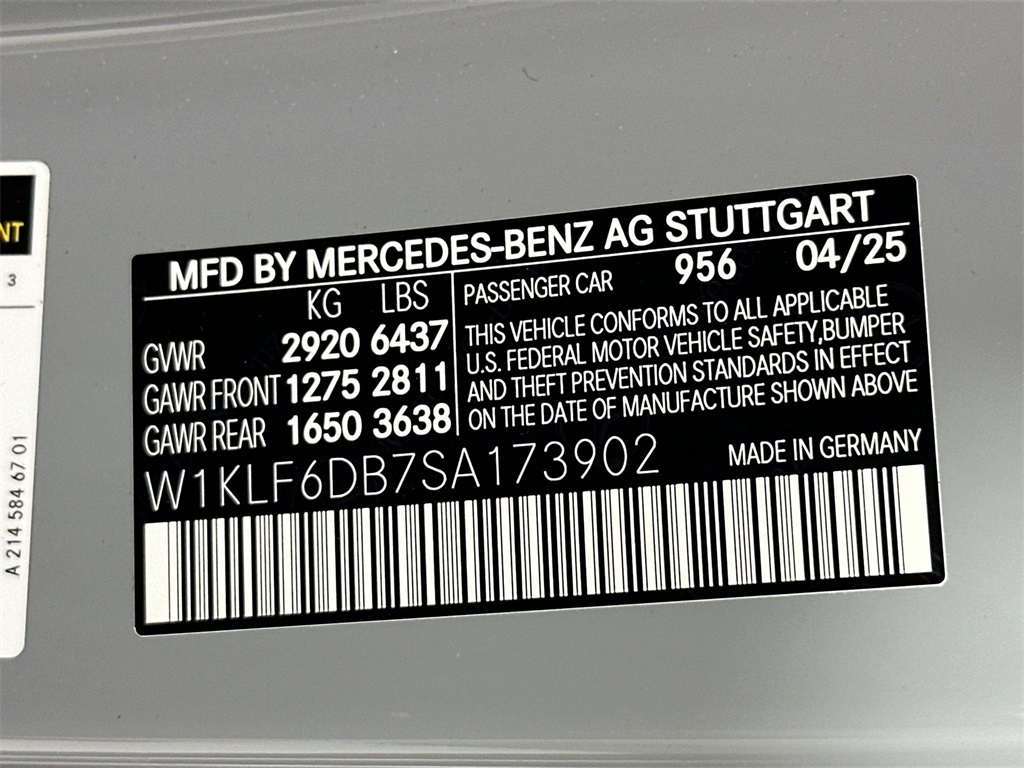 MFD BY MERCEDES-BENZ AG STUTTGART
KG LBS
GVWR 2920 6437
GAWR FRONT 1275 2811
GAWR REAR 1650 3638
PASSENGER CAR 956 04/25
THIS VEHICLE CONFORMS TO ALL APPLICABLE
U.S. FEDERAL MOTOR VEHICLE SAFETY,BUMPER
AND THEFT PREVENTION STANDARDS IN EFFECT
ON THE DATE OF MANUFACTURE SHOWN ABOVE
W1KLF6DB7SA173902
MADE IN GERMANY
NT
3
A 214 584 67 01